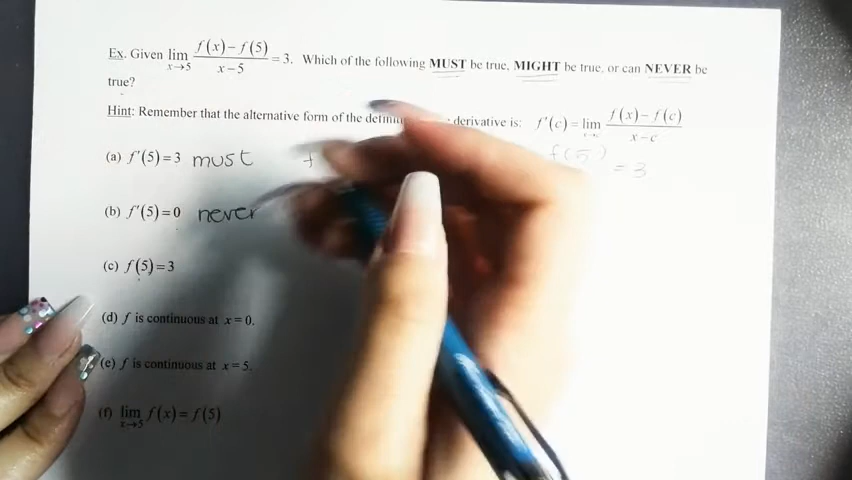 Ex. Given lim x→5 f(x)−f(5) / x−5 = 3. Which of the following MUST be true, MIGHT be true, or can NEVER be
true?
Hint: Remember that the alternative form of the derivative is: f'(c) = lim f(x)−f(c) / x−c
(a) f'(5)=3 must f f(5) = 3
(b) f'(5)=0 never
(c) f(5)=3
(d) f is continuous at x=0.
(e) f is continuous at x=5.
(f) lim x→5 f(x)=f(5)